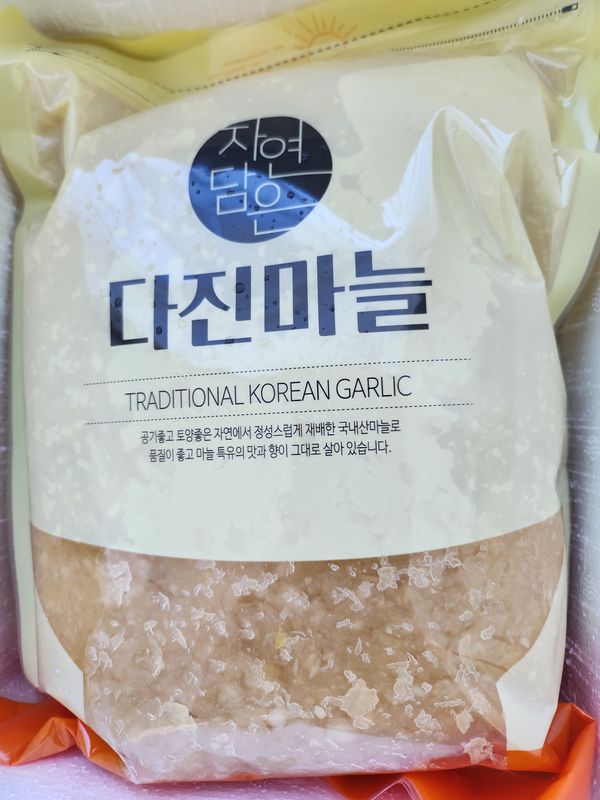 자연
담은
다진마늘
TRADITIONAL KOREAN GARLIC
공기좋고 토양좋은 자연에서 정성스럽게 재배한 국내산마늘로
품질이 좋고 마늘 특유의 맛과 향이 그대로 살아 있습니다.